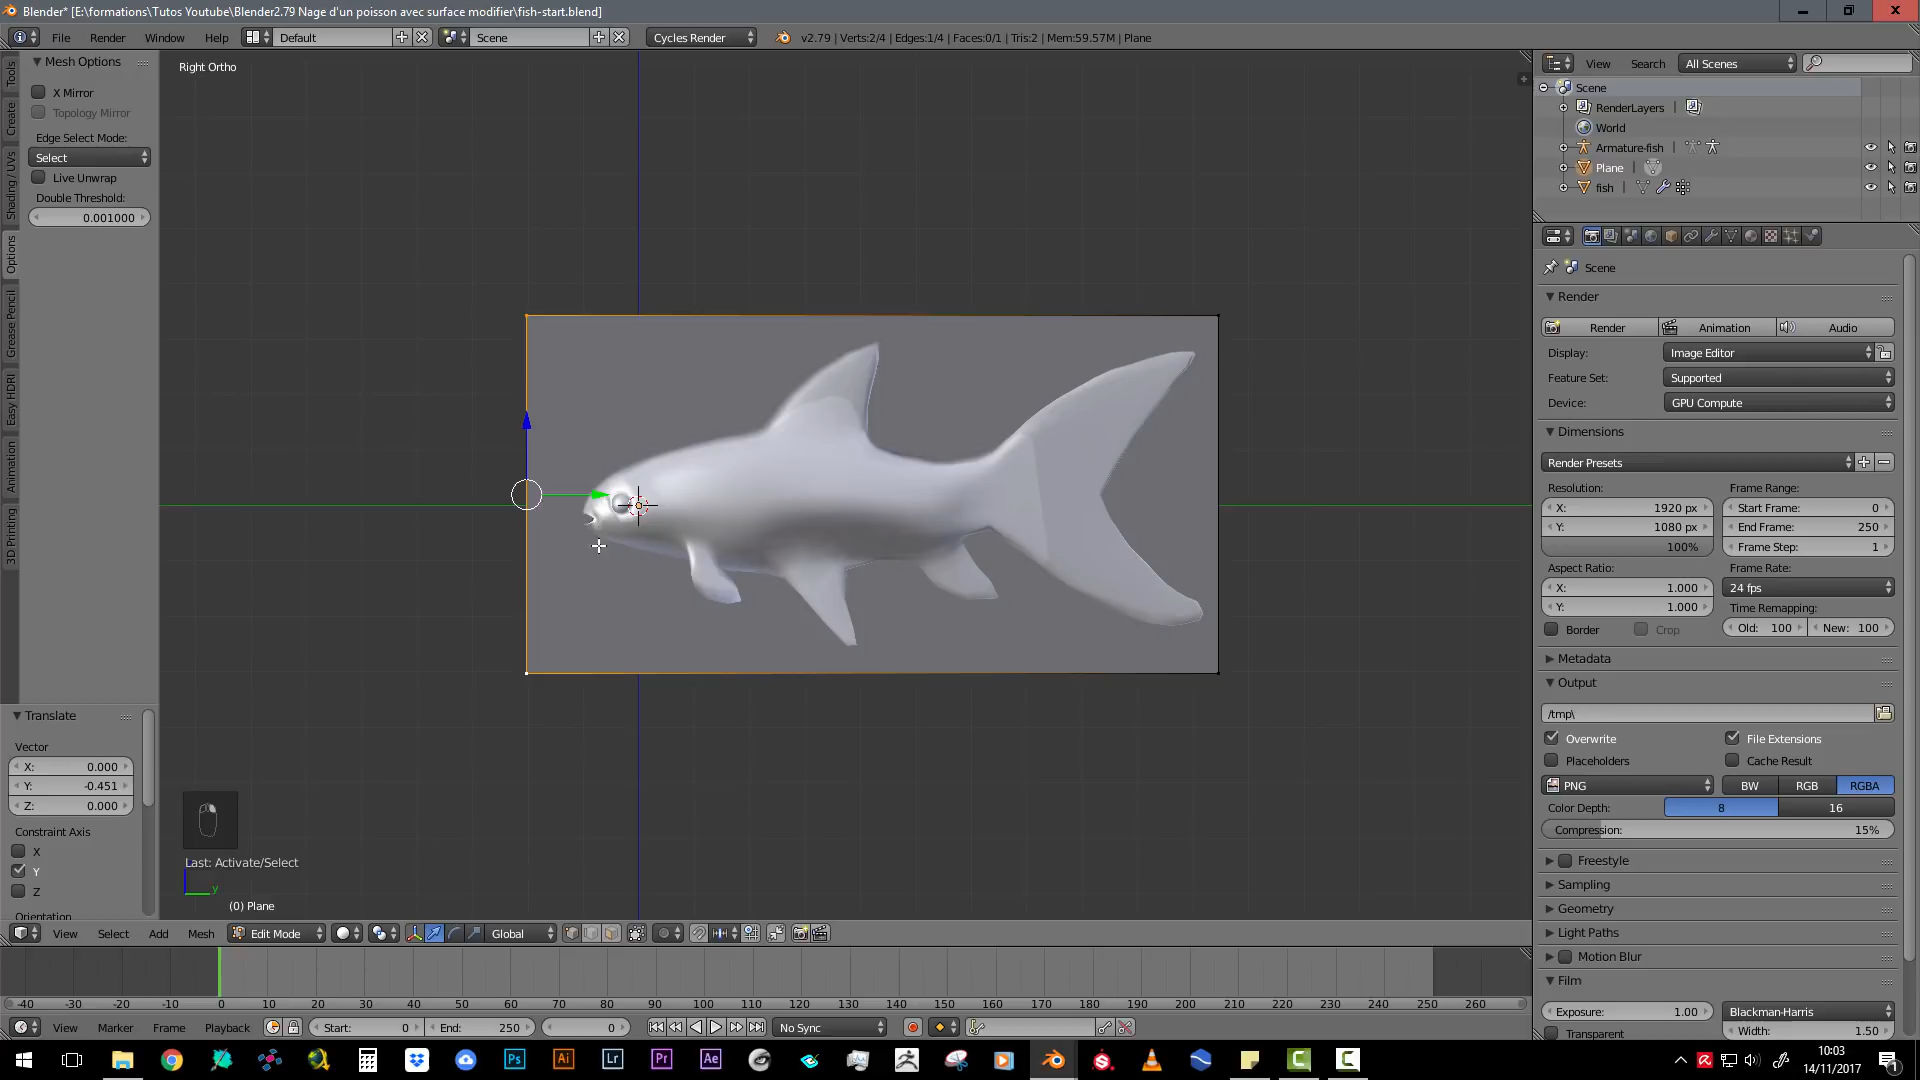 Blender* [E:\formations\Tutos Youtube\Blender2.79 Nage d'un poisson avec surface modifier\fish-start.blend]
File Render Window Help Default Scene Cycles Render v2.79 | Verts:2/4 | Edges:1/4 | Faces:0/1 | Tris:2 | Mem:59.57M | Plane
Tools
Create
Shading / UVs
Options
Grease Pencil
Easy HDRI
Animation
3D Printing
Mesh Options
X Mirror
Topology Mirror
Edge Select Mode:
Select
Live Unwrap
Double Threshold:
0.001000
Translate
Vector
X: 0.000
Y: -0.451
Z: 0.000
Constraint Axis
X
Y
Z
Orientation
Right Ortho
Last: Activate/Select
y
(0) Plane
View Select Add Mesh Edit Mode Global
-40 -30 -20 -10 0 10 20 30 40 50 60 70 80 90 100 110 120 130 140 150 160 170 180 190 200 210 220 230 240 250 260
View Marker Frame Playback Start: 0 End: 250 0 No Sync
View Search All Scenes
Scene
RenderLayers
World
Armature-fish
Plane
fish
Scene
Render
Render Animation Audio
Display: Image Editor
Feature Set: Supported
Device: GPU Compute
Dimensions
Render Presets
Resolution: Frame Range:
X: 1920 px Start Frame: 0
Y: 1080 px End Frame: 250
100% Frame Step: 1
Aspect Ratio: Frame Rate:
X: 1.000 24 fps
Y: 1.000 Time Remapping:
Border Crop Old: 100 New: 100
Metadata
Output
/tmp\
Overwrite File Extensions
Placeholders Cache Result
PNG BW RGB RGBA
Color Depth: 8 16
Compression: 15%
Freestyle
Sampling
Geometry
Light Paths
Motion Blur
Film
Exposure: 1.00 Blackman-Harris
Transparent Width: 1.50
Ps Ai Lr Pr Ae
10:03
14/11/2017
1